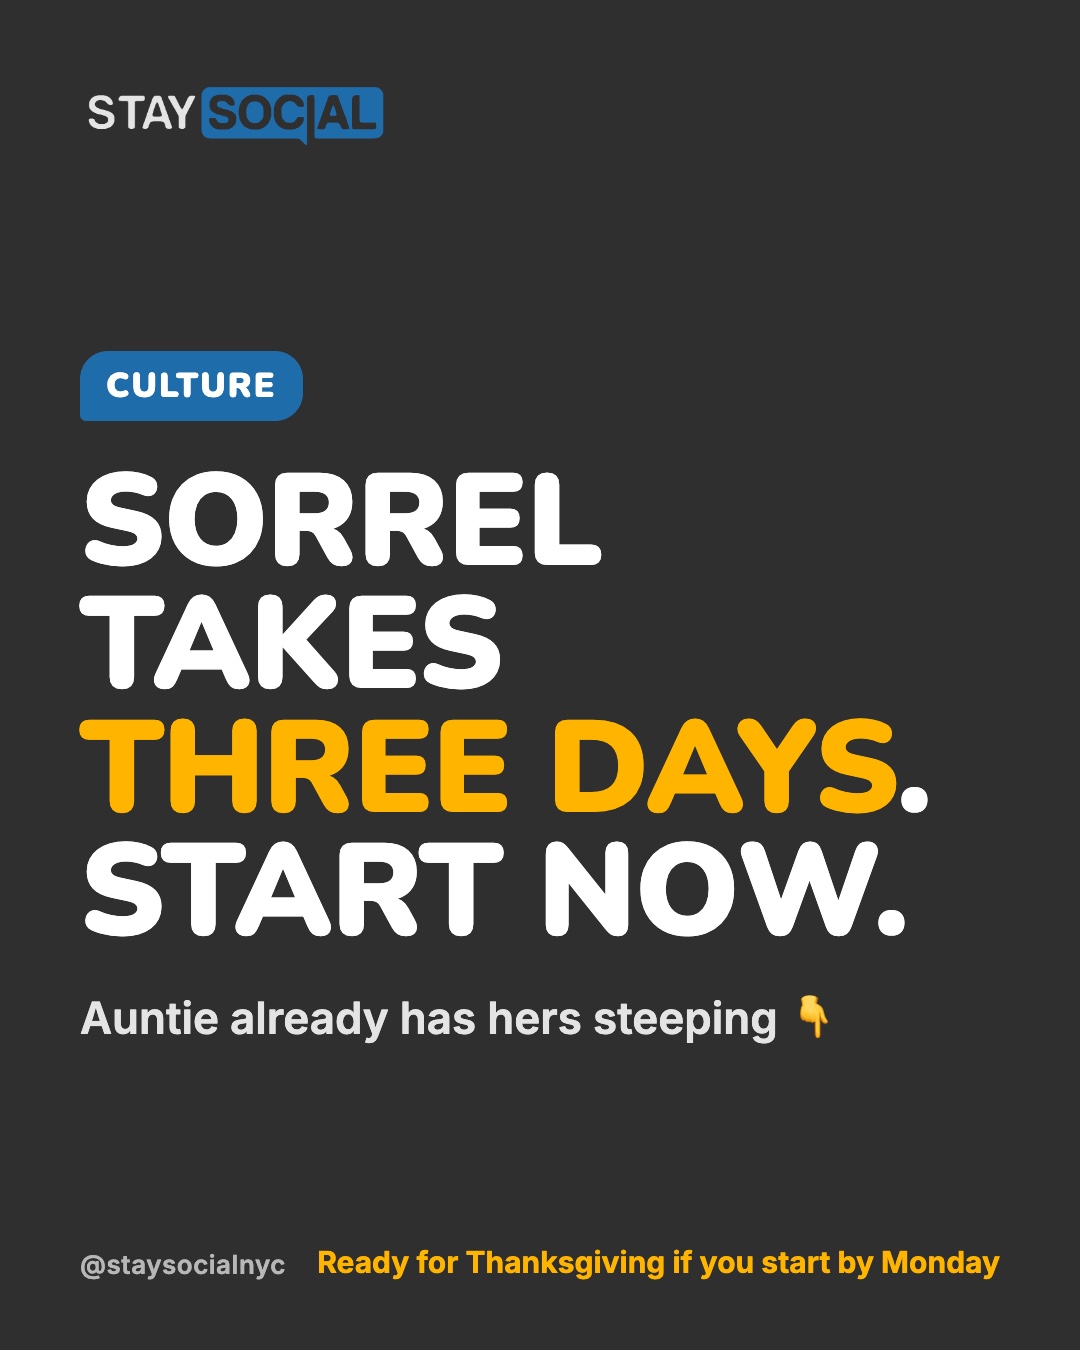 STAY SOCIAL
CULTURE
SORREL
TAKES
THREE DAYS.
START NOW.
Auntie already has hers steeping 👇
@staysocialnyc
Ready for Thanksgiving if you start by Monday